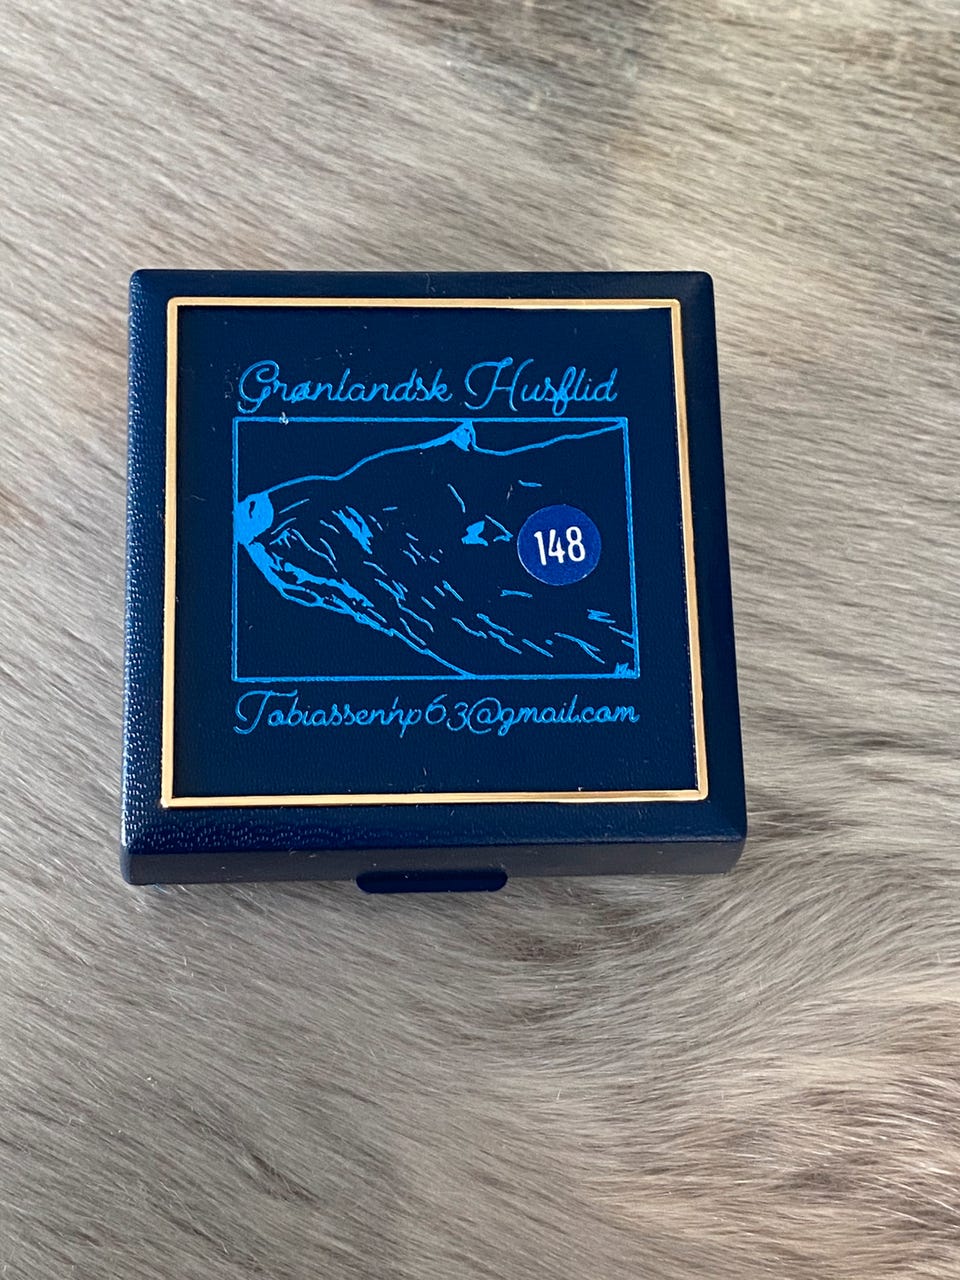 Grønlandsk Husflid
148
Tobiassenhp63@gmail.com